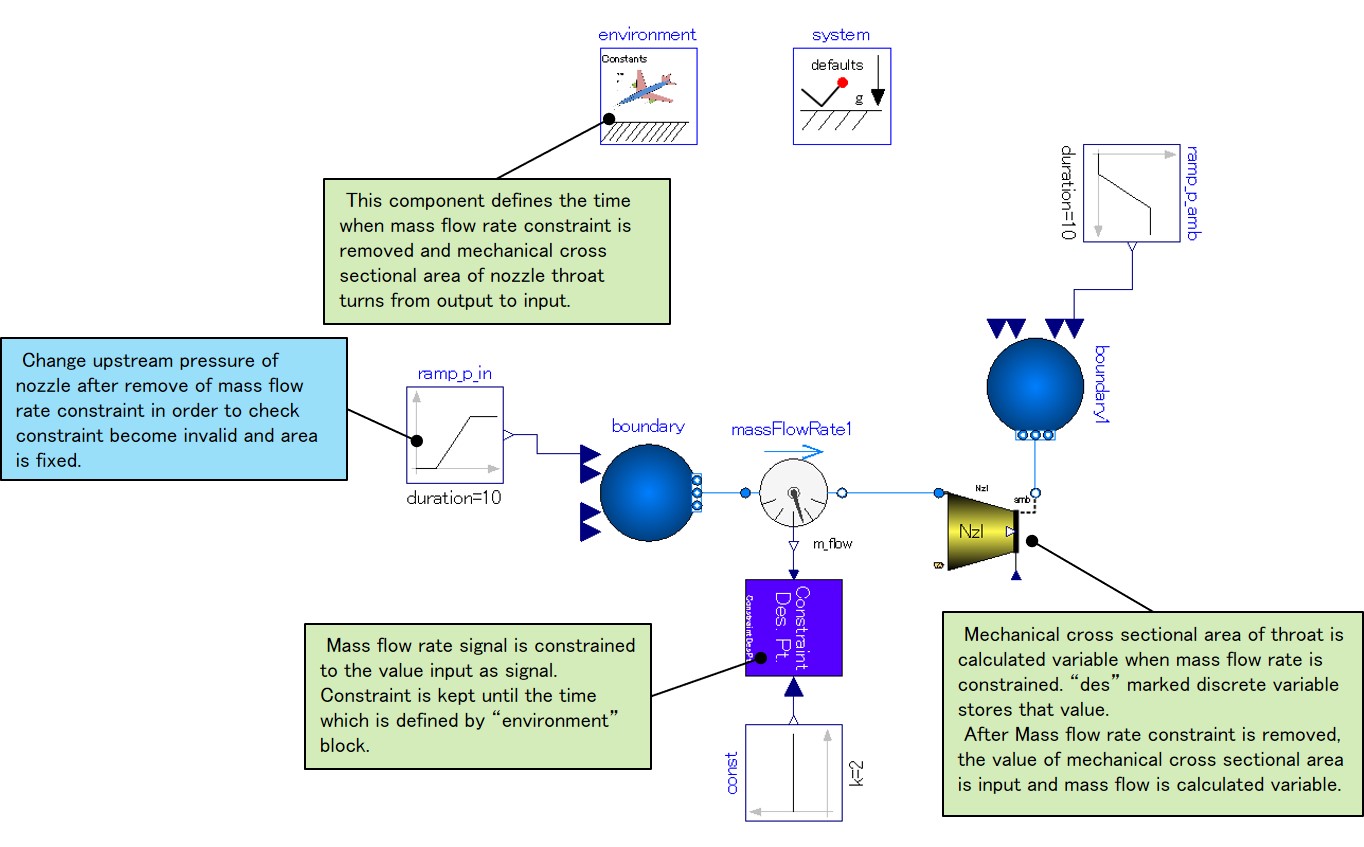 environment
system
Constants
defaults
g
This component defines the time
when mass flow rate constraint is
removed and mechanical cross
sectional area of nozzle throat
turns from output to input.
ramp_p_amb
duration=10
Change upstream pressure of
nozzle after remove of mass flow
rate constraint in order to check
constraint become invalid and area
is fixed.
ramp_p_in
duration=10
boundary
massFlowRate1
boundary1
Nzl
amb
Nzl
m_flow
Constraint
Des. Pt.
ConstraintDesPt
Mass flow rate signal is constrained
to the value input as signal.
Constraint is kept until the time
which is defined by “environment”
block.
Mechanical cross sectional area of throat is
calculated variable when mass flow rate is
constrained. “des” marked discrete variable
stores that value.
After Mass flow rate constraint is removed,
the value of mechanical cross sectional area
is input and mass flow is calculated variable.
const
k=2